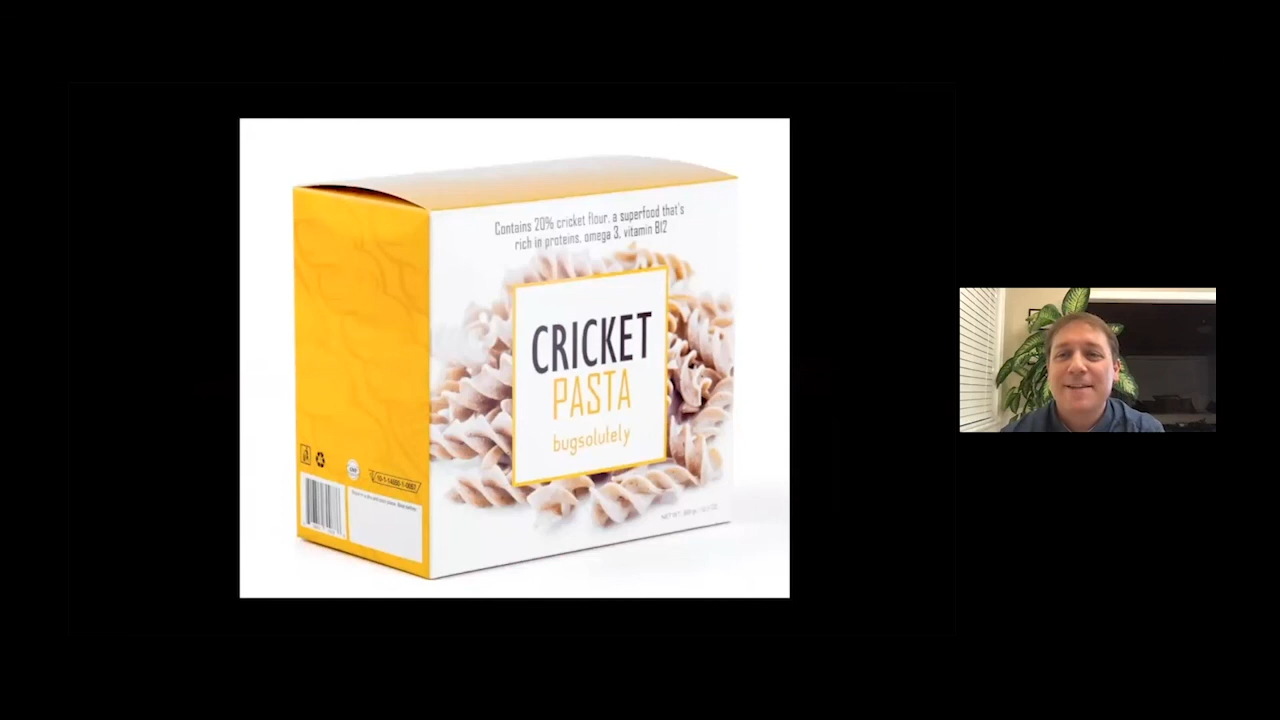 Contains 20% cricket flour, a superfood that's
rich in proteins, omega 3, vitamin B12
CRICKET
PASTA
bugsolutely